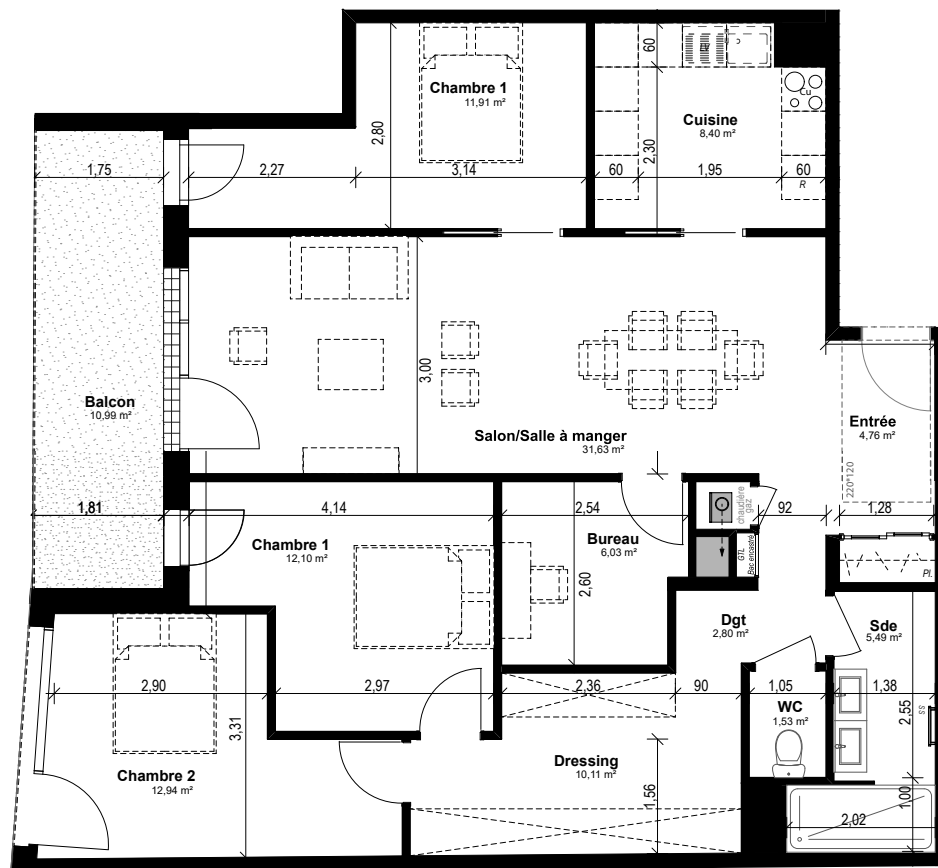 60
LV
Chambre 1
11,91 m²
Cu
Cuisine
8,40 m²
2,80
2,30
1,75
2,27
3,14
60
1,95
60
R
3,00
Balcon
10,99 m²
Entrée
4,76 m²
Salon/Salle à manger
31,63 m²
220*120
1,81
4,14
2,54
chaudière
gaz
92
1,28
Chambre 1
12,10 m²
Bureau
6,03 m²
GTL
Bac encastré
Pl.
2,60
Dgt
2,80 m²
Sde
5,49 m²
2,90
2,97
2,36
90
1,05
1,38
3,31
WC
1,53 m²
2,55
SS
Chambre 2
12,94 m²
Dressing
10,11 m²
1,56
1,00
2,02